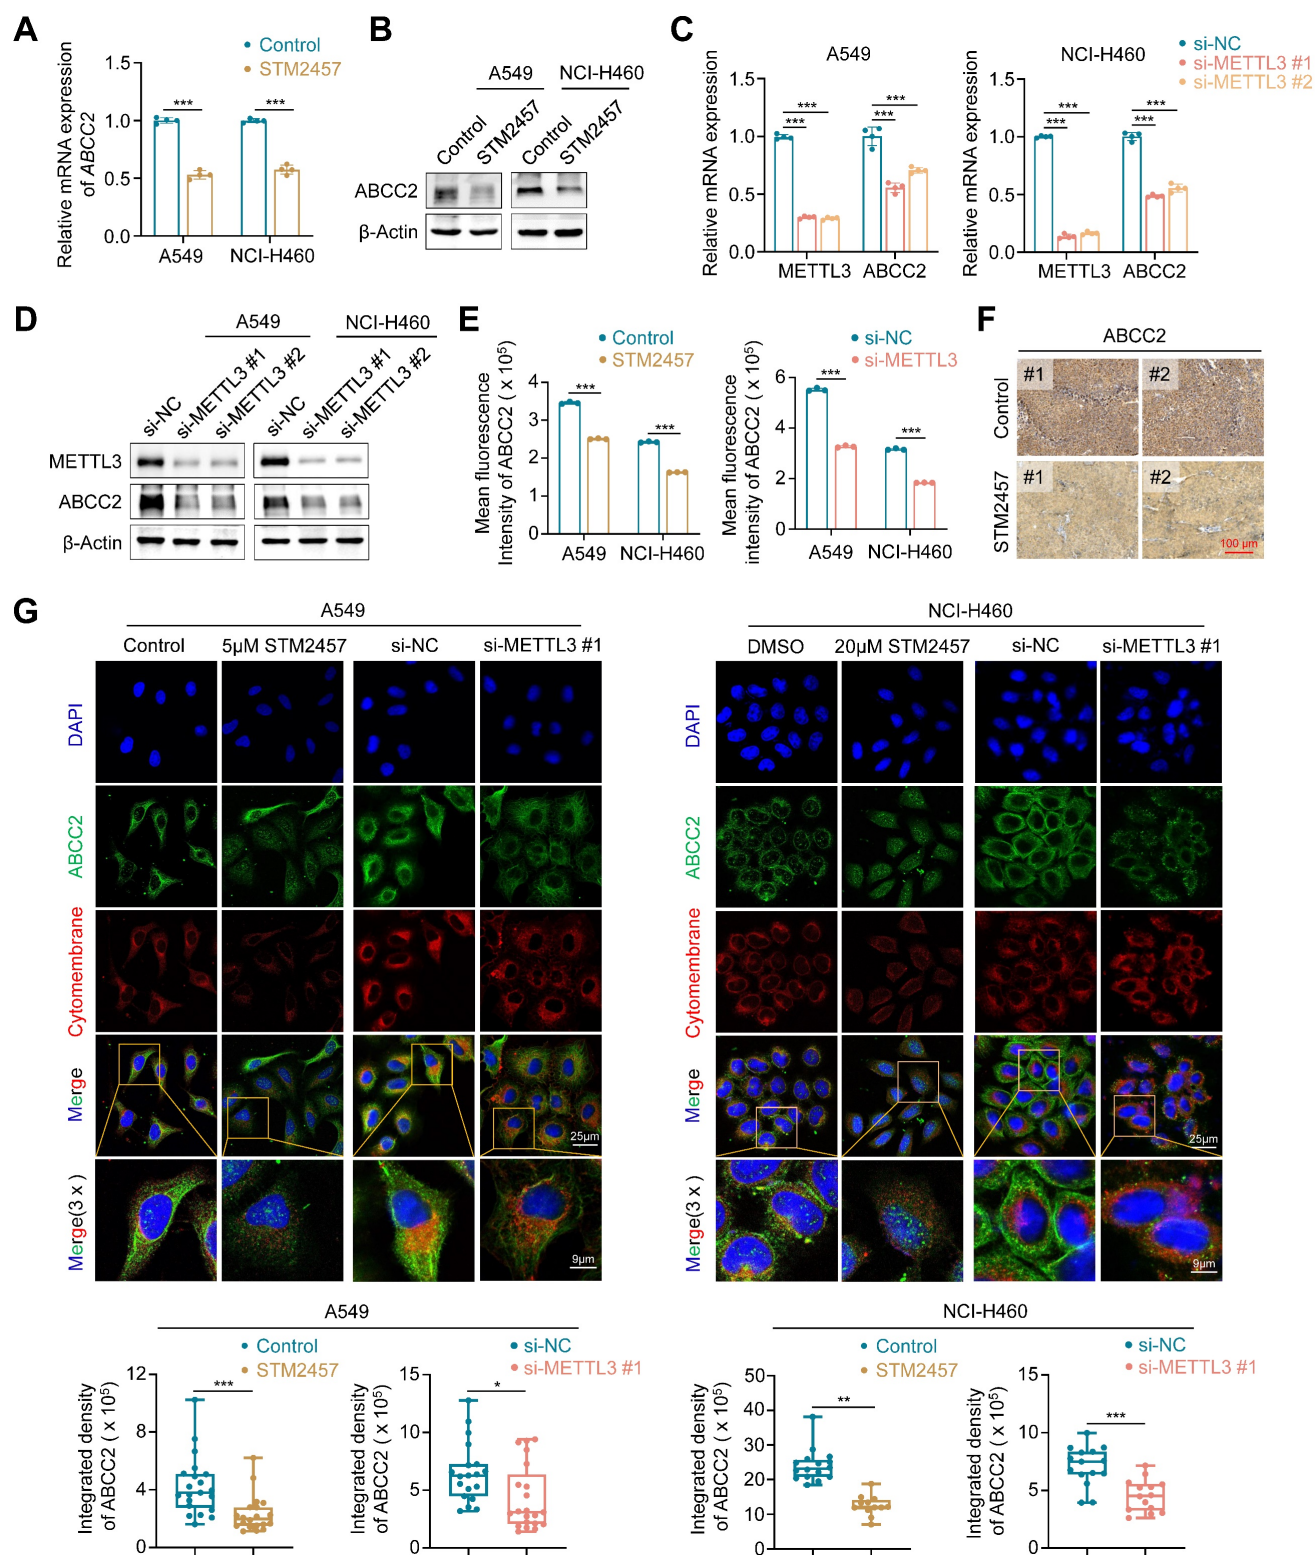 A
Control
STM2457
Relative mRNA expression
of ABCC2
1.5
1.0
0.5
0.0
***
***
A549
NCI-H460
B
A549
NCI-H460
Control
STM2457
Control
STM2457
ABCC2
β-Actin
C
si-NC
si-METTL3 #1
si-METTL3 #2
A549
Relative mRNA expression
1.5
1.0
0.5
0.0
***
***
***
***
METTL3
ABCC2
NCI-H460
Relative mRNA expression
1.5
1.0
0.5
0.0
***
***
***
***
METTL3
ABCC2
D
A549
NCI-H460
si-NC
si-METTL3 #1
si-METTL3 #2
si-NC
si-METTL3 #1
si-METTL3 #2
METTL3
ABCC2
β-Actin
E
Control
STM2457
Mean fluorescence
Intensity of ABCC2 ( x 10⁵)
4
3
2
1
0
***
***
A549
NCI-H460
si-NC
si-METTL3
Mean fluorescence
intensity of ABCC2 ( x 10⁵)
6
4
2
0
***
***
A549
NCI-H460
F
ABCC2
Control
#1
#2
STM2457
#1
#2
100 μm
G
A549
Control
5μM STM2457
si-NC
si-METTL3 #1
DAPI
ABCC2
Cytomembrane
Merge
25μm
Merge(3 x )
9μm
NCI-H460
DMSO
20μM STM2457
si-NC
si-METTL3 #1
DAPI
ABCC2
Cytomembrane
Merge
25μm
Merge(3 x )
9μm
A549
Control
STM2457
Integrated density
of ABCC2 ( x 10⁵)
12
8
4
0
***
si-NC
si-METTL3 #1
Integrated density
of ABCC2 ( x 10⁵)
15
10
5
0
*
NCI-H460
Control
STM2457
Integrated density
of ABCC2 ( x 10⁵)
50
40
30
20
10
0
**
si-NC
si-METTL3 #1
Integrated density
of ABCC2 ( x 10⁵)
15
10
5
0
***